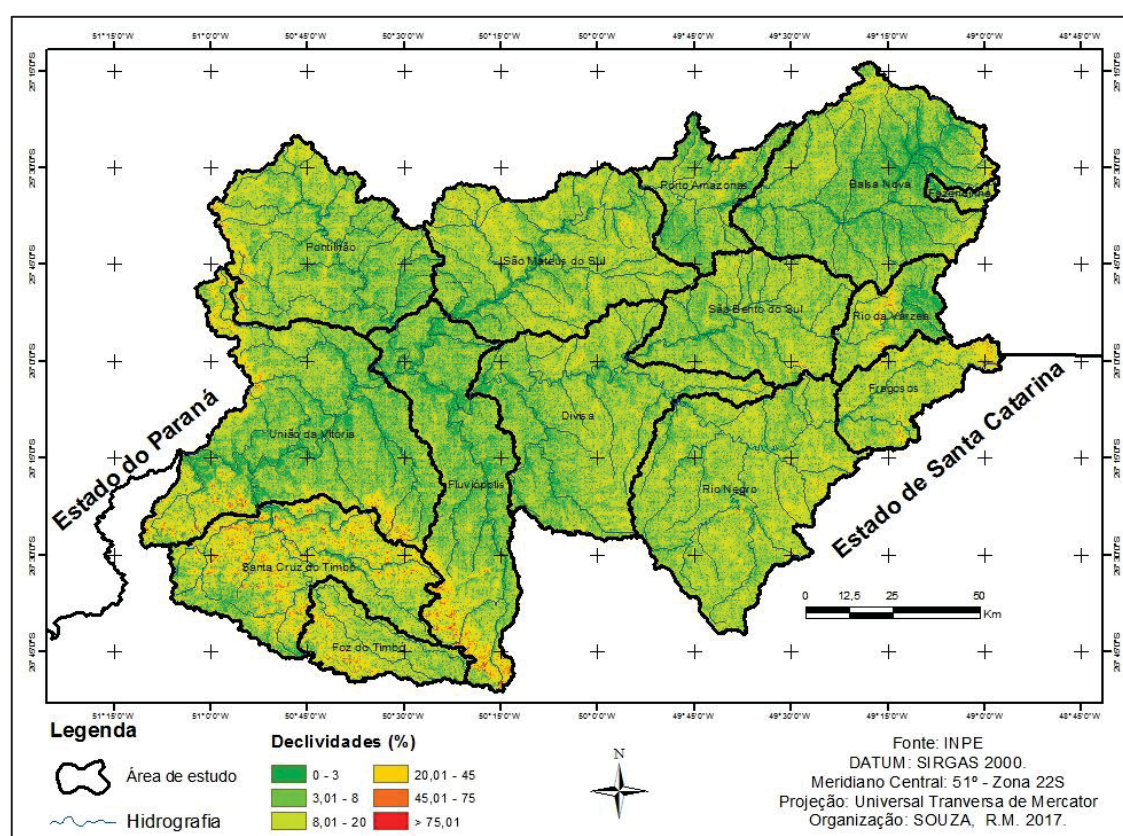 51°15'0"W 51°0'0"W 50°45'0"W 50°30'0"W 50°15'0"W 50°0'0"W 49°45'0"W 49°30'0"W 49°15'0"W 49°0'0"W 48°45'0"W
Porto Amazonas
Balsa Nova
Fazendinha
Pontilhão
São Mateus do Sul
São Bento do Sul
Rio da Várzea
Fragosos
Divisa
União da Vitória
Estado do Paraná
Fluviópolis
Rio Negro
Estado de Santa Catarina
Santa Cruz do Timbó
Foz do Timbó
0 12,5 25 50
Km
51°15'0"W 51°0'0"W 50°45'0"W 50°30'0"W 50°15'0"W 50°0'0"W 49°45'0"W 49°30'0"W 49°15'0"W 49°0'0"W 48°45'0"W
Legenda
Área de estudo
Hidrografia
Declividades (%)
0 - 3
3,01 - 8
8,01 - 20
20,01 - 45
45,01 - 75
> 75,01
N
Fonte: INPE
DATUM: SIRGAS 2000.
Meridiano Central: 51º - Zona 22S
Projeção: Universal Tranversa de Mercator
Organização: SOUZA, R.M. 2017.